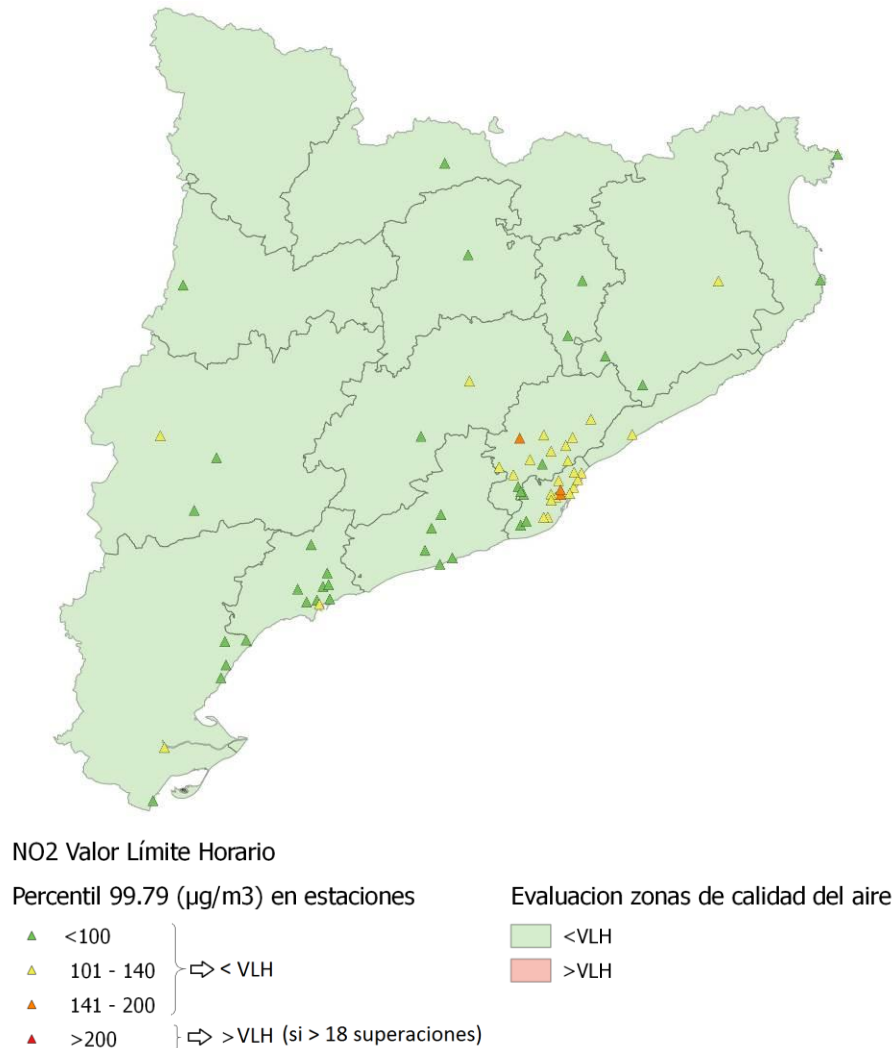 NO2 Valor Límite Horario
Percentil 99.79 (µg/m3) en estaciones
<100
101 - 140
141 - 200
< VLH
>200
>VLH (si > 18 superaciones)
Evaluacion zonas de calidad del aire
<VLH
>VLH